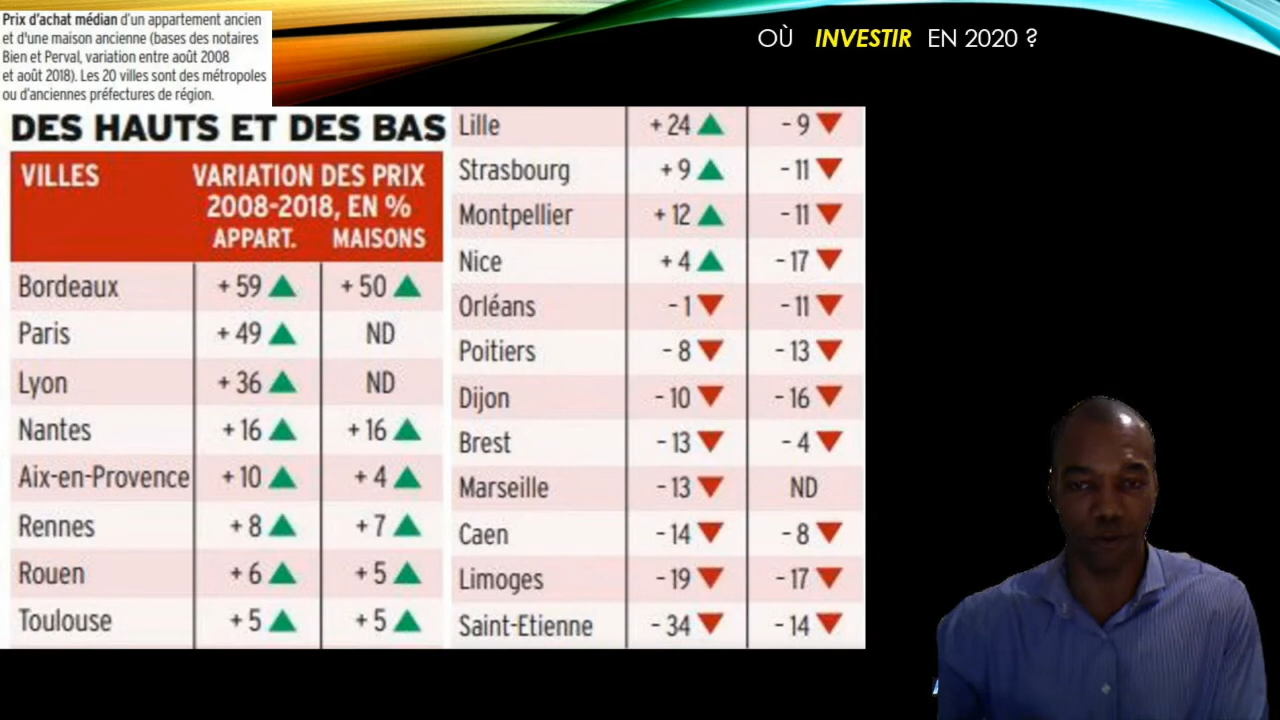 Prix d'achat médian d'un appartement ancien
et d'une maison ancienne (bases des notaires
Bien et Perval, variation entre août 2008
et août 2018). Les 20 villes sont des métropoles
ou d'anciennes préfectures de région.
OÙ INVESTIR EN 2020 ?
DES HAUTS ET DES BAS
VILLES VARIATION DES PRIX
2008-2018, EN %
APPART. MAISONS
Bordeaux +59 ▲ +50 ▲
Paris +49 ▲ ND
Lyon +36 ▲ ND
Nantes +16 ▲ +16 ▲
Aix-en-Provence +10 ▲ +4 ▲
Rennes +8 ▲ +7 ▲
Rouen +6 ▲ +5 ▲
Toulouse +5 ▲ +5 ▲
Lille +24 ▲ -9 ▼
Strasbourg +9 ▲ -11 ▼
Montpellier +12 ▲ -11 ▼
Nice +4 ▲ -17 ▼
Orléans -1 ▼ -11 ▼
Poitiers -8 ▼ -13 ▼
Dijon -10 ▼ -16 ▼
Brest -13 ▼ -4 ▼
Marseille -13 ▼ ND
Caen -14 ▼ -8 ▼
Limoges -19 ▼ -17 ▼
Saint-Etienne -34 ▼ -14 ▼